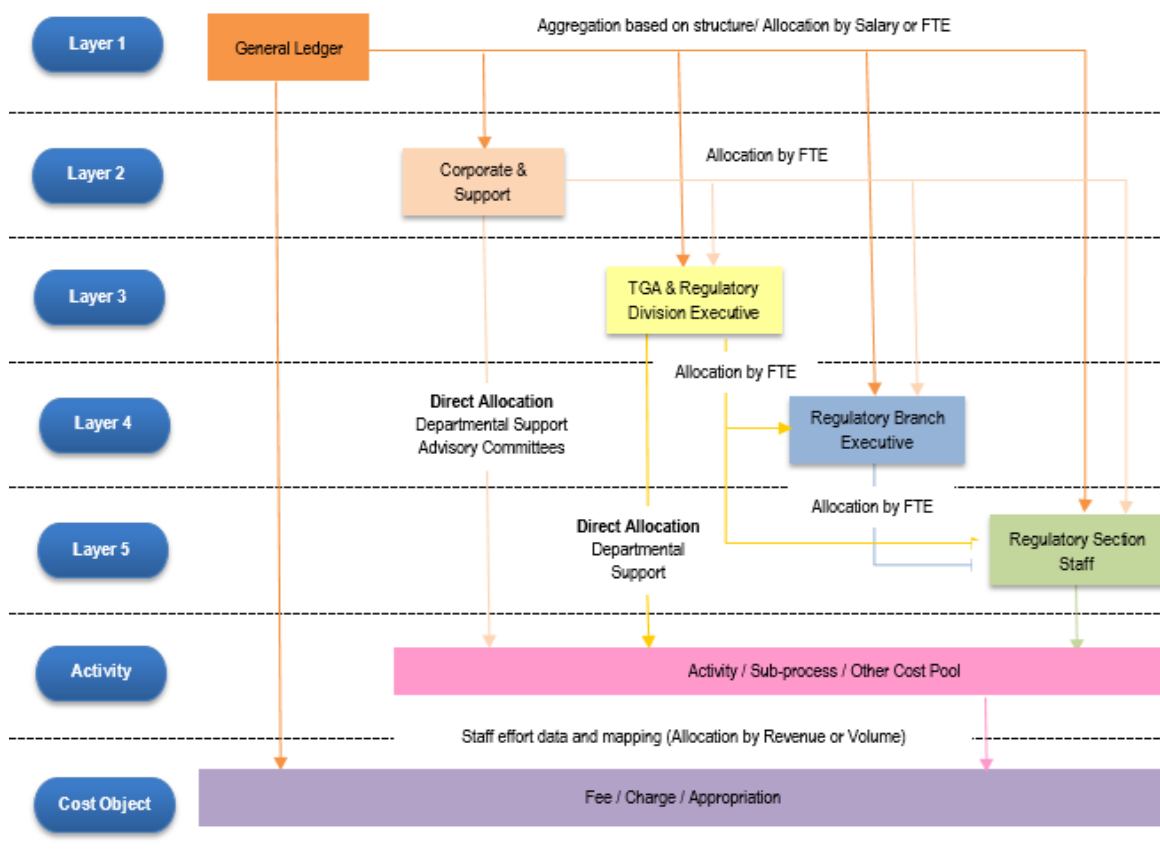 Aggregation based on structure/ Allocation by Salary or FTE
Layer 1
General Ledger
Layer 2
Corporate &
Support
Allocation by FTE
Layer 3
TGA & Regulatory
Division Executive
Allocation by FTE
Layer 4
Direct Allocation
Departmental Support
Advisory Committees
Regulatory Branch
Executive
Allocation by FTE
Layer 5
Direct Allocation
Departmental
Support
Regulatory Section
Staff
Activity
Activity / Sub-process / Other Cost Pool
Staff effort data and mapping (Allocation by Revenue or Volume)
Cost Object
Fee / Charge / Appropriation